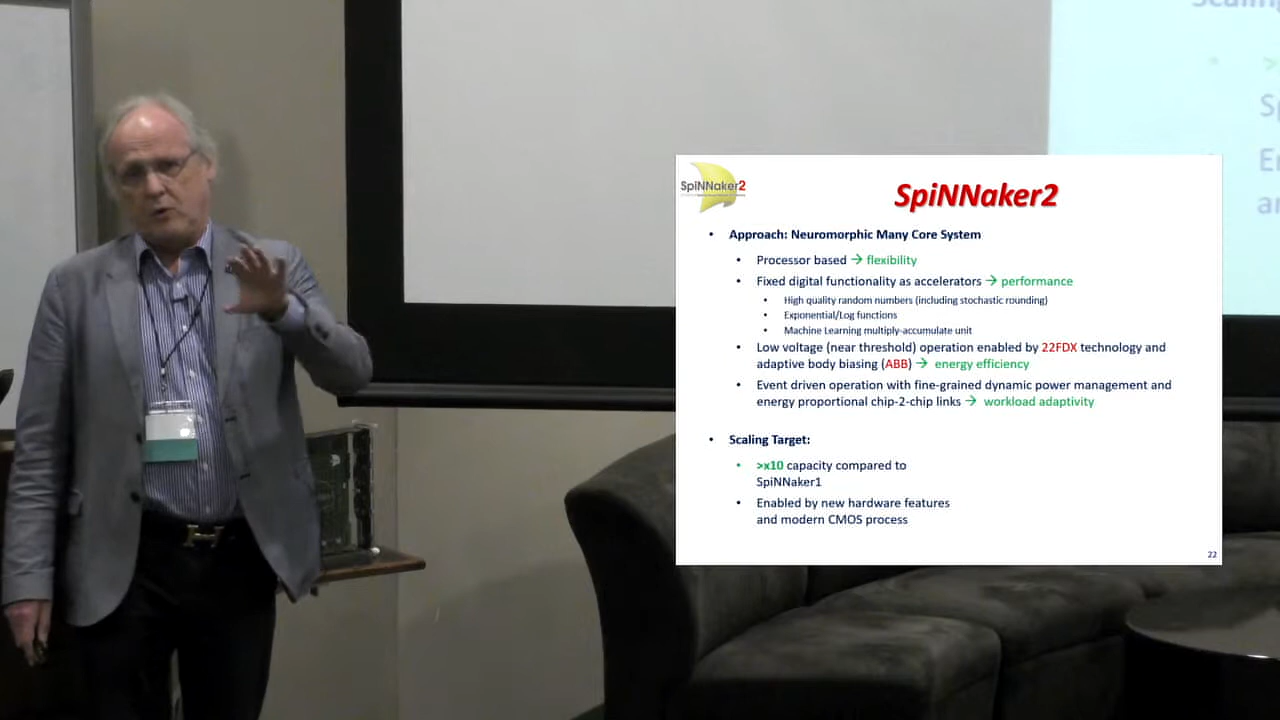 Scaling
>
SpiNNaker2
SpiNNaker2
• Approach: Neuromorphic Many Core System
• Processor based → flexibility
• Fixed digital functionality as accelerators → performance
• High quality random numbers (including stochastic rounding)
• Exponential/Log functions
• Machine Learning multiply-accumulate unit
• Low voltage (near threshold) operation enabled by 22FDX technology and
adaptive body biasing (ABB) → energy efficiency
• Event driven operation with fine-grained dynamic power management and
energy proportional chip-2-chip links → workload adaptivity
• Scaling Target:
• >x10 capacity compared to
SpiNNaker1
• Enabled by new hardware features
and modern CMOS process
22